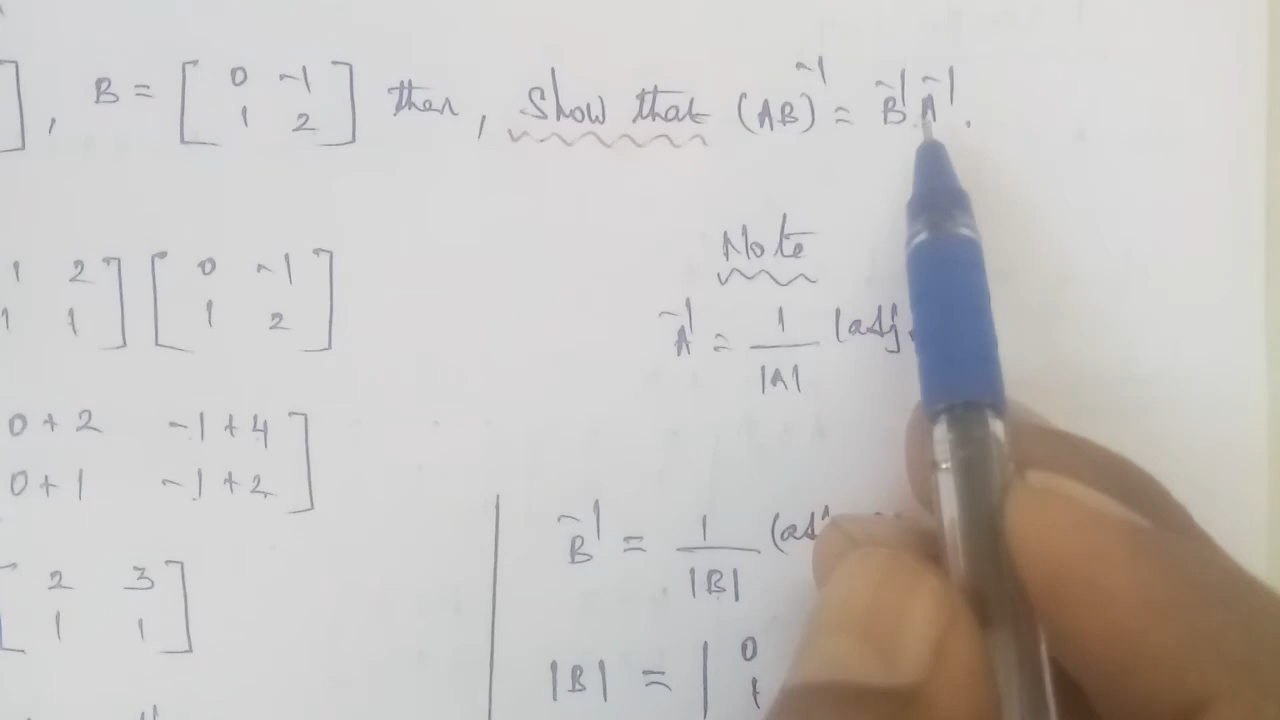 , B = [ 0 -1 ] then, Show that (AB)⁻¹ = B⁻¹ A⁻¹.
1 2
Note
1 2 ] [ 0 -1 ]
1 1 1 2
A⁻¹ = 1 (adj
|A|
0 + 2 -1 + 4
0 + 1 -1 + 2
B⁻¹ = 1
|B|
2 3
1 1
|B| = | 0
1